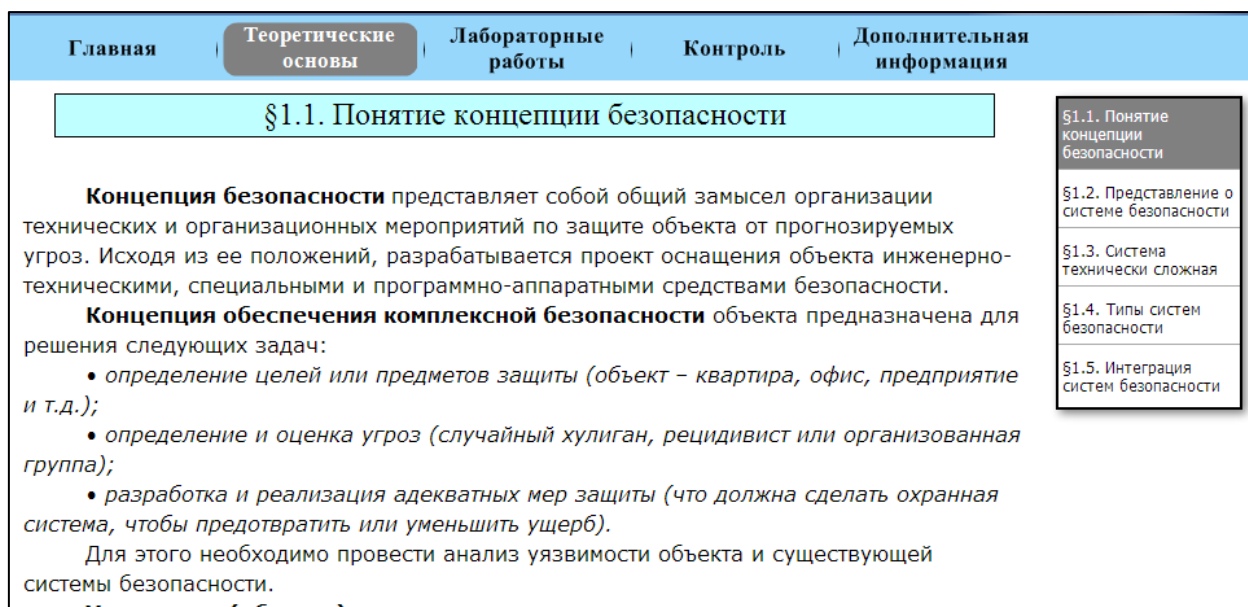 Главная
Теоретические
основы
Лабораторные
работы
Контроль
Дополнительная
информация
§1.1. Понятие концепции безопасности
Концепция безопасности представляет собой общий замысел организации
технических и организационных мероприятий по защите объекта от прогнозируемых
угроз. Исходя из ее положений, разрабатывается проект оснащения объекта инженерно-
техническими, специальными и программно-аппаратными средствами безопасности.
Концепция обеспечения комплексной безопасности объекта предназначена для
решения следующих задач:
• определение целей или предметов защиты (объект – квартира, офис, предприятие
и т.д.);
• определение и оценка угроз (случайный хулиган, рецидивист или организованная
группа);
• разработка и реализация адекватных мер защиты (что должна сделать охранная
система, чтобы предотвратить или уменьшить ущерб).
Для этого необходимо провести анализ уязвимости объекта и существующей
системы безопасности.
§1.1. Понятие
концепции
безопасности
§1.2. Представление о
системе безопасности
§1.3. Система
технически сложная
§1.4. Типы систем
безопасности
§1.5. Интеграция
систем безопасности